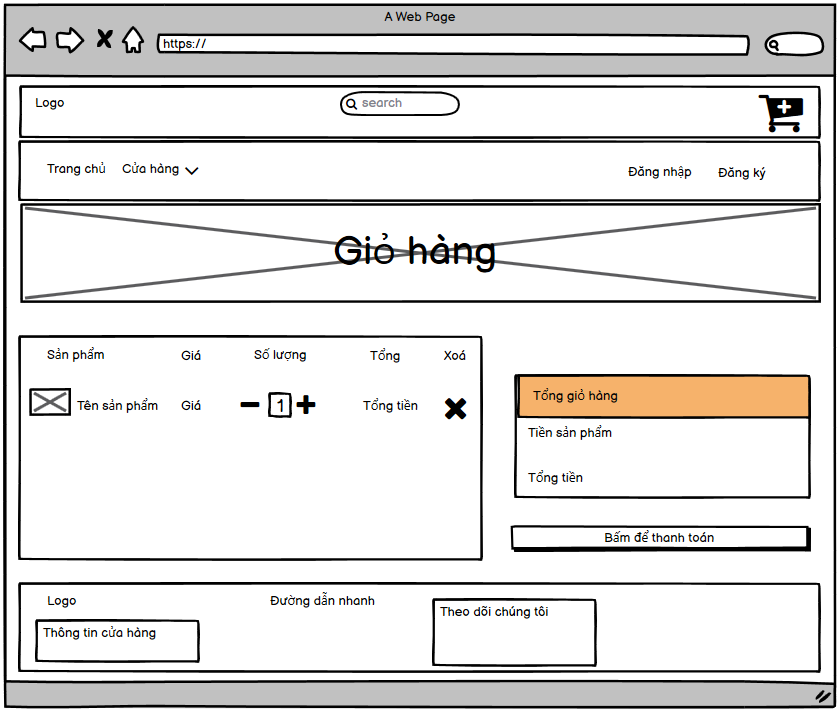 A Web Page
https://
Logo
search
Trang chủ
Cửa hàng
Đăng nhập
Đăng ký
Giỏ hàng
Sản phẩm
Giá
Số lượng
Tổng
Xoá
Tên sản phẩm
Giá
1
Tổng tiền
Tổng giỏ hàng
Tiền sản phẩm
Tổng tiền
Bấm để thanh toán
Logo
Đường dẫn nhanh
Theo dõi chúng tôi
Thông tin cửa hàng